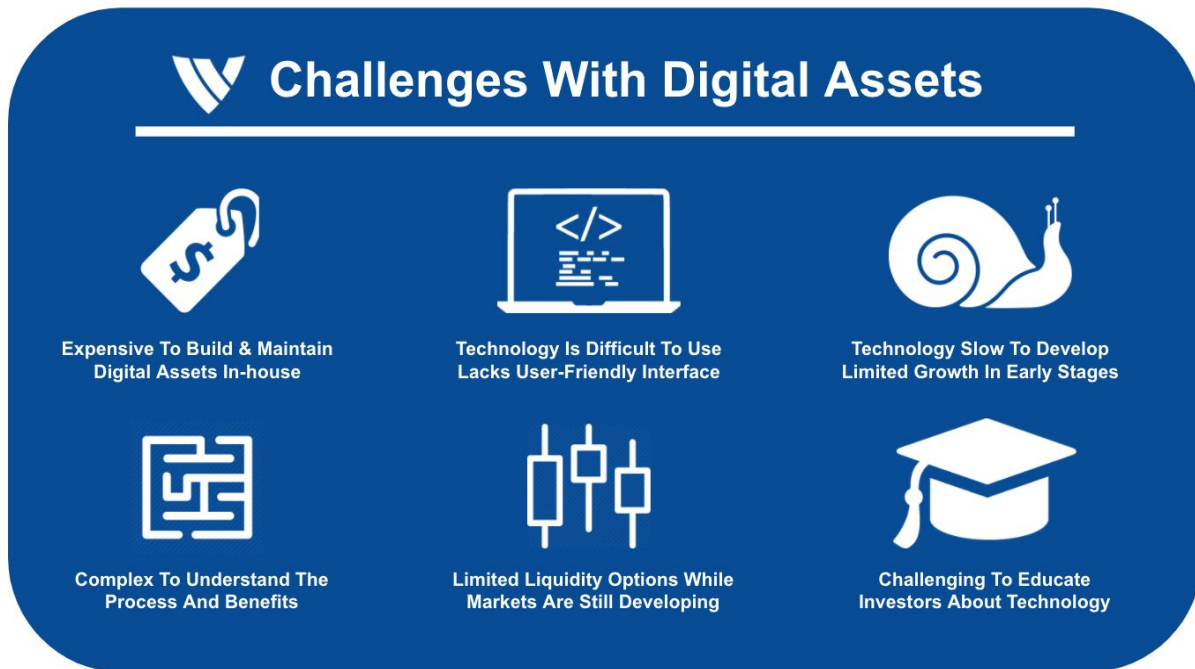 Challenges With Digital Assets
Expensive To Build & Maintain
Digital Assets In-house
Technology Is Difficult To Use
Lacks User-Friendly Interface
Technology Slow To Develop
Limited Growth In Early Stages
Complex To Understand The
Process And Benefits
Limited Liquidity Options While
Markets Are Still Developing
Challenging To Educate
Investors About Technology